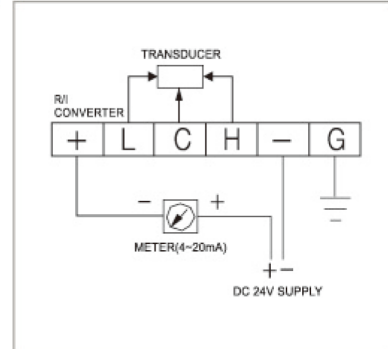 TRANSDUCER
R/I
CONVERTER
+ L C H − G
− +
METER(4~20mA)
+ −
DC 24V SUPPLY